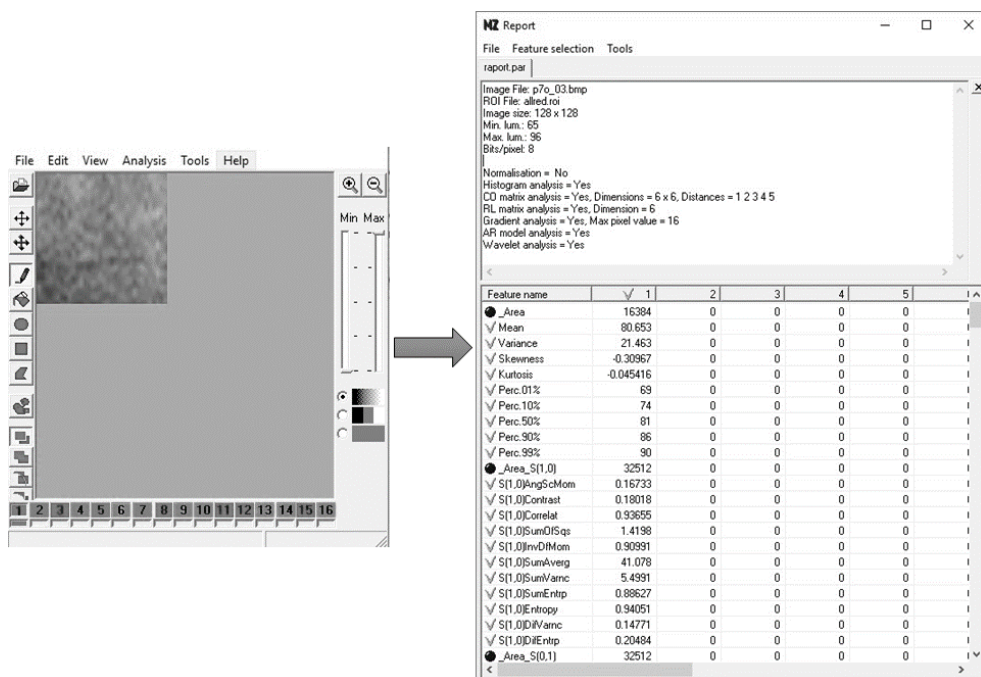 File Edit View Analysis Tools Help
Min Max
1 2 3 4 5 6 7 8 9 10 11 12 13 14 15 16
MZ Report
File Feature selection Tools
raport.par
Image File: p7o_03.bmp
ROI File: allred.roi
Image size: 128 x 128
Min. lum.: 65
Max. lum.: 96
Bits/pixel: 8
Normalisation = No
Histogram analysis = Yes
CO matrix analysis = Yes, Dimensions = 6 x 6, Distances = 1 2 3 4 5
RL matrix analysis = Yes, Dimension = 6
Gradient analysis = Yes, Max pixel value = 16
AR model analysis = Yes
Wavelet analysis = Yes
Feature name 1 2 3 4 5
_Area 16384 0 0 0 0
Mean 80.653 0 0 0 0
Variance 21.463 0 0 0 0
Skewness -0.30967 0 0 0 0
Kurtosis -0.045416 0 0 0 0
Perc.01% 69 0 0 0 0
Perc.10% 74 0 0 0 0
Perc.50% 81 0 0 0 0
Perc.90% 86 0 0 0 0
Perc.99% 90 0 0 0 0
_Area_S(1,0) 32512 0 0 0 0
S(1,0)AngScMom 0.16733 0 0 0 0
S(1,0)Contrast 0.18018 0 0 0 0
S(1,0)Correlat 0.93655 0 0 0 0
S(1,0)SumOfSqs 1.4198 0 0 0 0
S(1,0)InvDfMom 0.90991 0 0 0 0
S(1,0)SumAverg 41.078 0 0 0 0
S(1,0)SumVarnc 5.4991 0 0 0 0
S(1,0)SumEntrp 0.88627 0 0 0 0
S(1,0)Entropy 0.94051 0 0 0 0
S(1,0)DifVarnc 0.14771 0 0 0 0
S(1,0)DifEntrp 0.20484 0 0 0 0
_Area_S(0,1) 32512 0 0 0 0